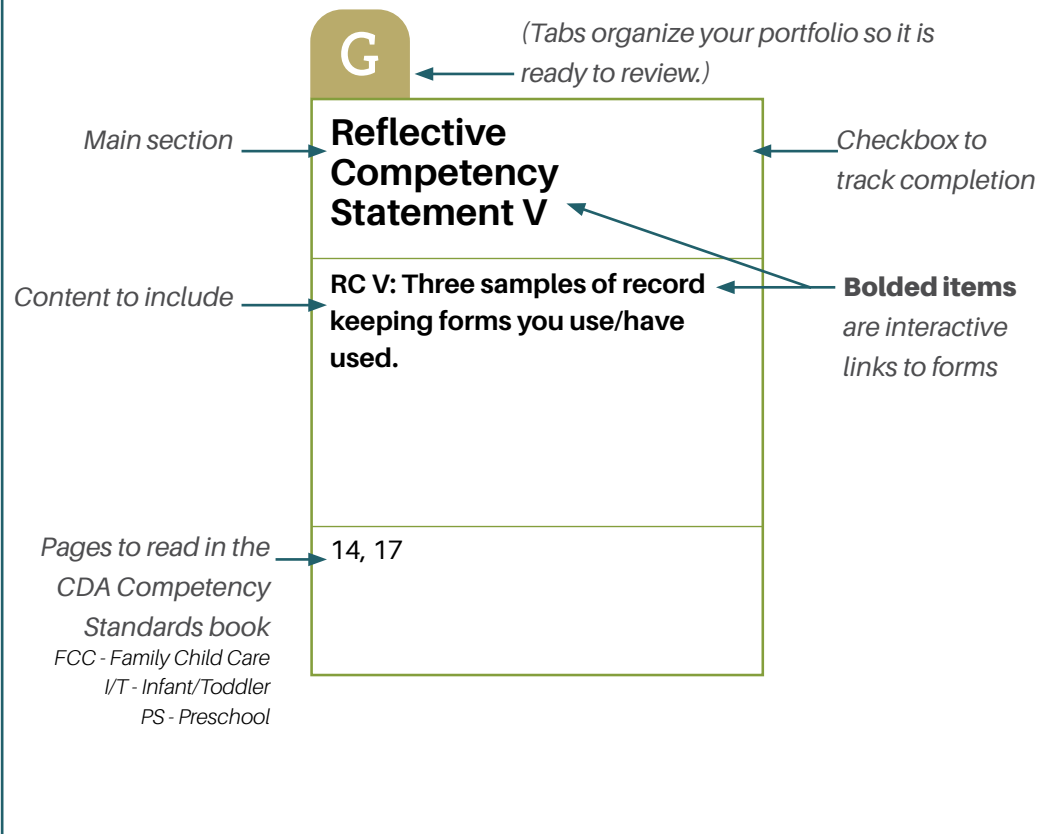 G
(Tabs organize your portfolio so it is
ready to review.)
Main section
Reflective
Competency
Statement V
Checkbox to
track completion
Content to include
RC V: Three samples of record
keeping forms you use/have
used.
Bolded items
are interactive
links to forms
Pages to read in the
CDA Competency
Standards book
FCC - Family Child Care
I/T - Infant/Toddler
PS - Preschool
14, 17